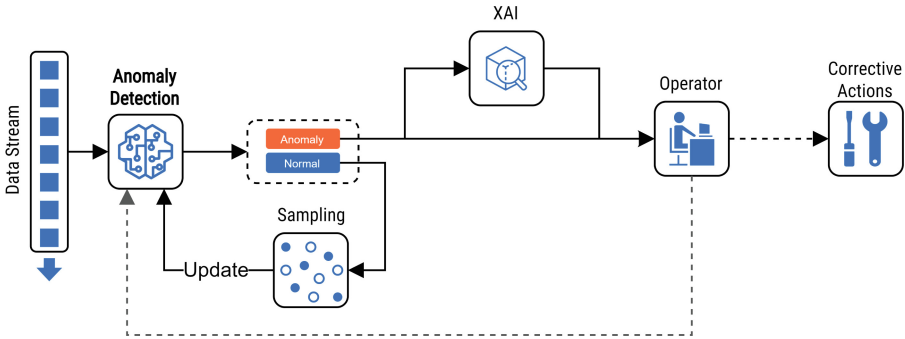 XAI
Anomaly
Detection
Operator
Corrective
Actions
Data Stream
Anomaly
Normal
Sampling
Update